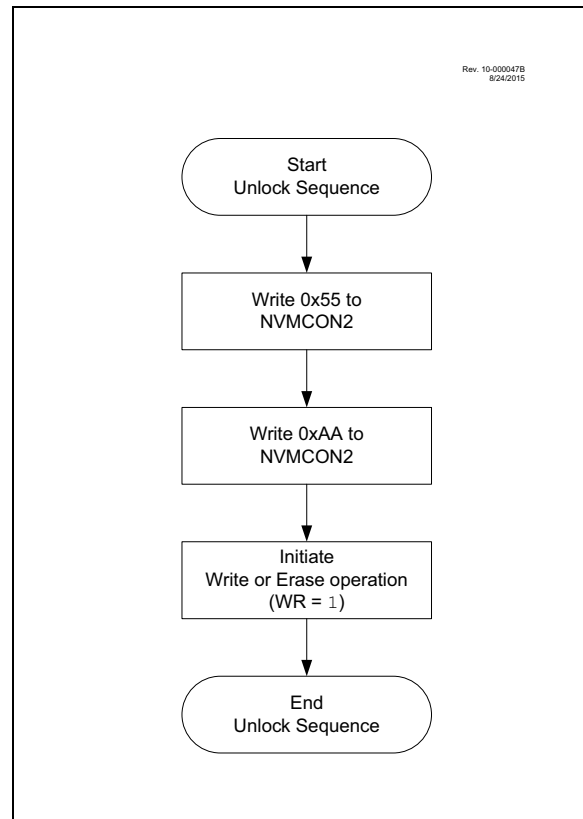 Rev. 10-000047B
8/24/2015
Start
Unlock Sequence
Write 0x55 to
NVMCON2
Write 0xAA to
NVMCON2
Initiate
Write or Erase operation
(WR = 1)
End
Unlock Sequence